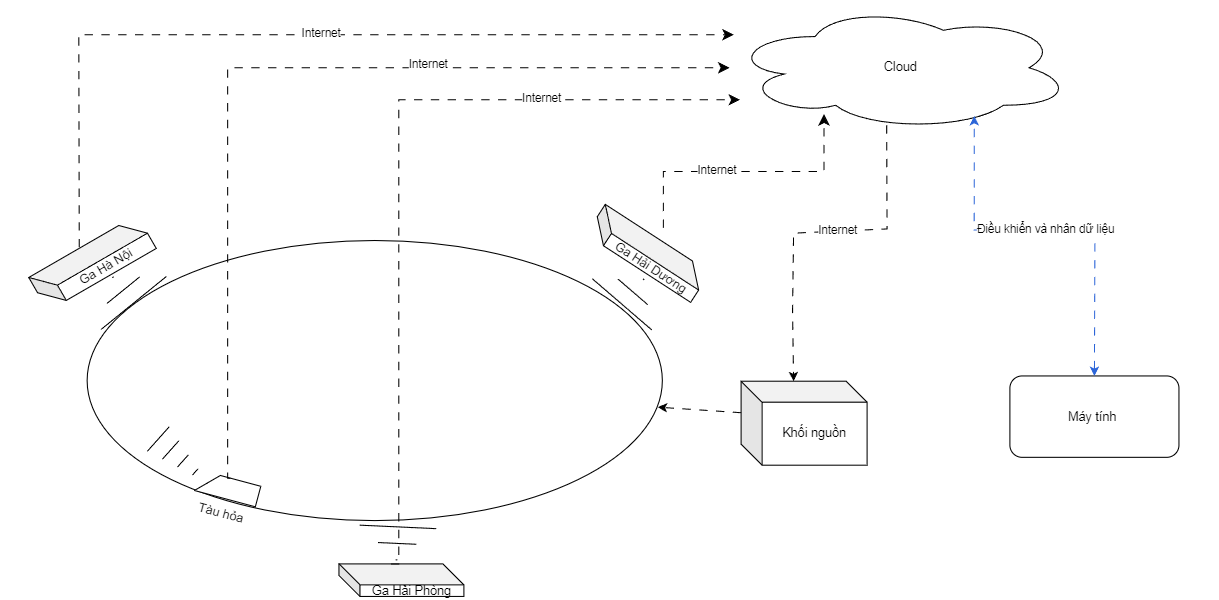 Internet
Internet
Cloud
Internet
Internet
Internet
Điều khiển và nhân dữ liệu
Ga Hà Nội
Ga Hải Dương
Khối nguồn
Máy tính
Tàu hỏa
Ga Hải Phòng